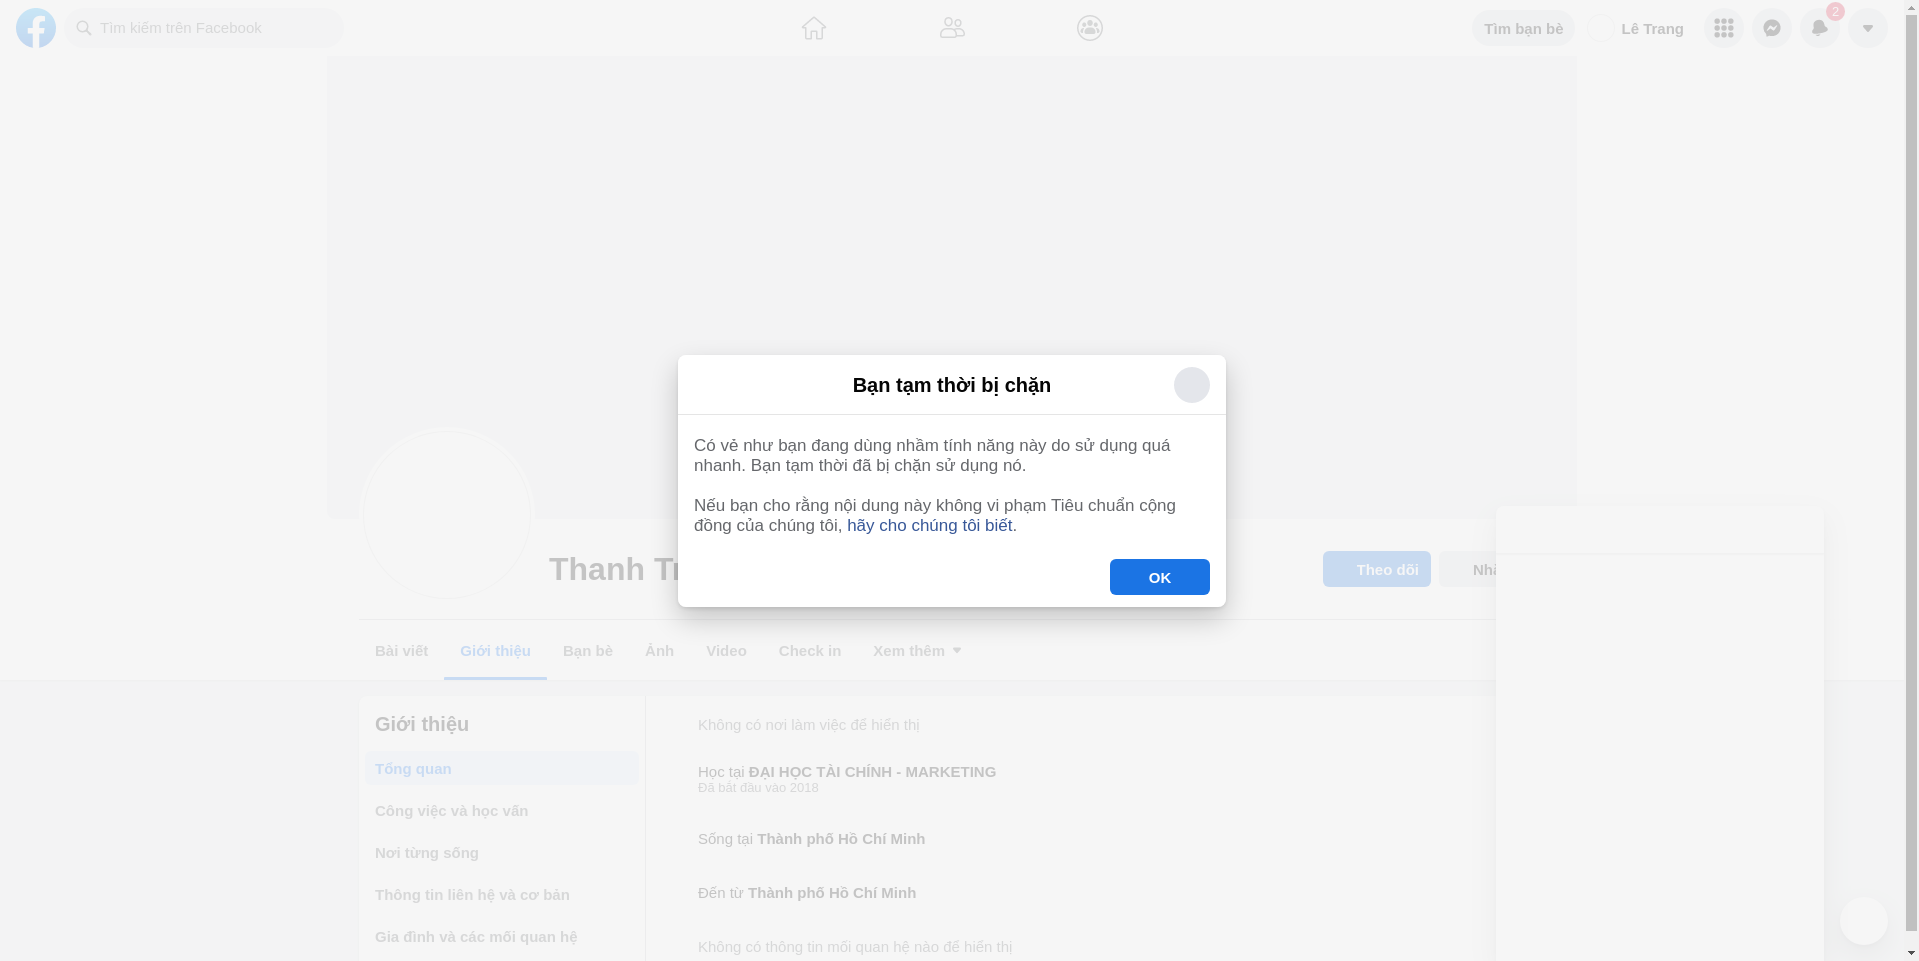 Tìm kiếm trên Facebook
Tìm bạn bè
Lê Trang
2
Bạn tạm thời bị chặn
Có vẻ như bạn đang dùng nhầm tính năng này do sử dụng quá
nhanh. Bạn tạm thời đã bị chặn sử dụng nó.
Nếu bạn cho rằng nội dung này không vi phạm Tiêu chuẩn cộng
đồng của chúng tôi, hãy cho chúng tôi biết.
OK
Thanh
Theo dõi
Bài viết
Giới thiệu
Bạn bè
Ảnh
Video
Check in
Xem thêm
Giới thiệu
Tổng quan
Công việc và học vấn
Nơi từng sống
Thông tin liên hệ và cơ bản
Gia đình và các mối quan hệ
Không có nơi làm việc để hiển thị
Học tại ĐẠI HỌC TÀI CHÍNH - MARKETING
Đã bắt đầu vào 2018
Sống tại Thành phố Hồ Chí Minh
Đến từ Thành phố Hồ Chí Minh
Không có thông tin mối quan hệ nào để hiển thị